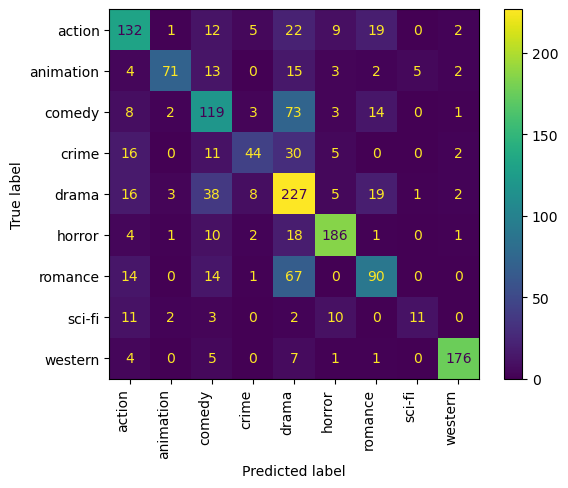 action 132 1 12 5 22 9 19 0 2
animation 4 71 13 0 15 3 2 5 2
comedy 8 2 119 3 73 3 14 0 1
crime 16 0 11 44 30 5 0 0 2
drama 16 3 38 8 227 5 19 1 2
horror 4 1 10 2 18 186 1 0 1
romance 14 0 14 1 67 0 90 0 0
sci-fi 11 2 3 0 2 10 0 11 0
western 4 0 5 0 7 1 1 0 176
True label
action
animation
comedy
crime
drama
horror
romance
sci-fi
western
Predicted label
200
150
100
50
0